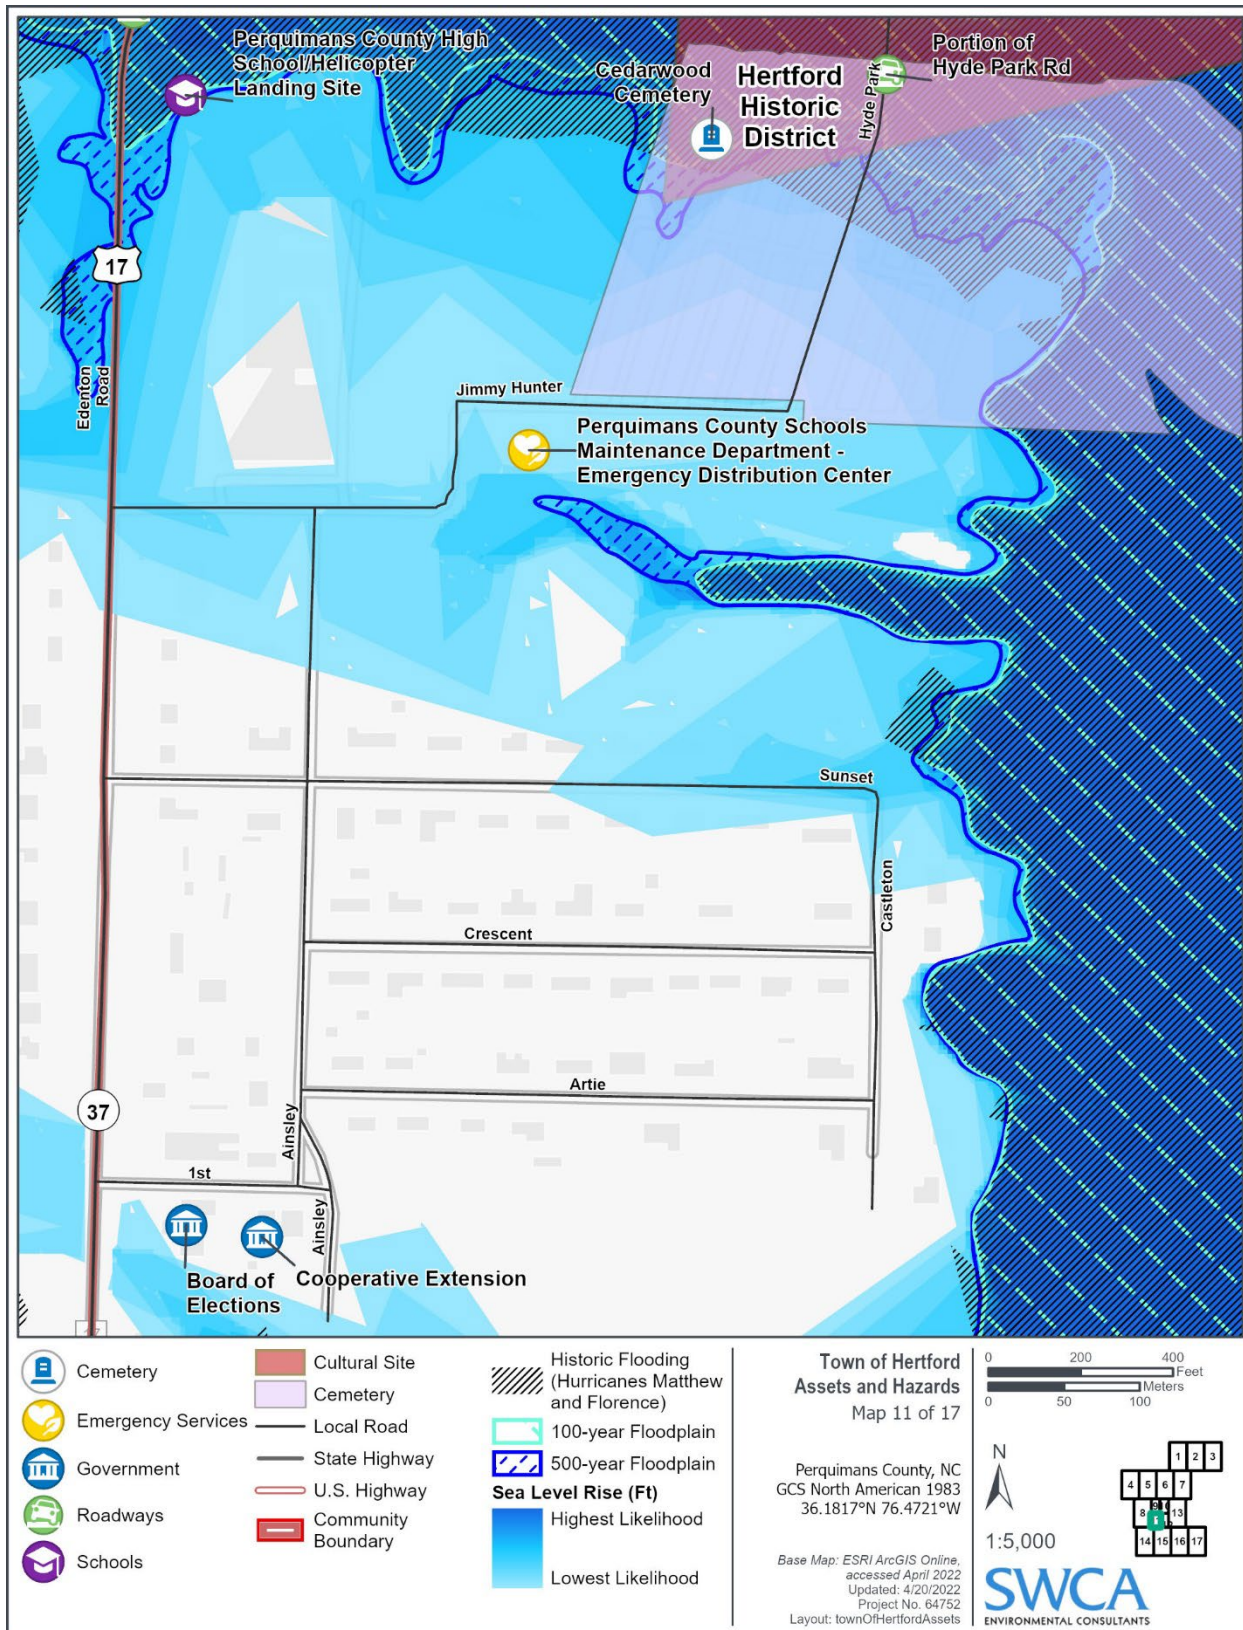 Perquimans County High
School/Helicopter
Landing Site
Cedarwood
Cemetery
Hertford
Historic
District
Hyde Park
Portion of
Hyde Park Rd
17
Edenton
Road
Jimmy Hunter
Perquimans County Schools
Maintenance Department -
Emergency Distribution Center
Sunset
Castleton
Crescent
Artie
37
Ainsley
1st
Ainsley
Board of
Elections
Cooperative Extension
Cemetery
Emergency Services
Government
Roadways
Schools
Cultural Site
Cemetery
Local Road
State Highway
U.S. Highway
Community
Boundary
Historic Flooding
(Hurricanes Matthew
and Florence)
100-year Floodplain
500-year Floodplain
Sea Level Rise (Ft)
Highest Likelihood
Lowest Likelihood
Town of Hertford
Assets and Hazards
Map 11 of 17
Perquimans County, NC
GCS North American 1983
36.1817°N 76.4721°W
Base Map: ESRI ArcGIS Online,
accessed April 2022
Updated: 4/20/2022
Project No. 64752
Layout: townOfHertfordAssets
0 200 400
Feet
Meters
0 50 100
N
1:5,000
1 2 3
4 5 6 7
8 13
14 15 16 17
SWCA
ENVIRONMENTAL CONSULTANTS